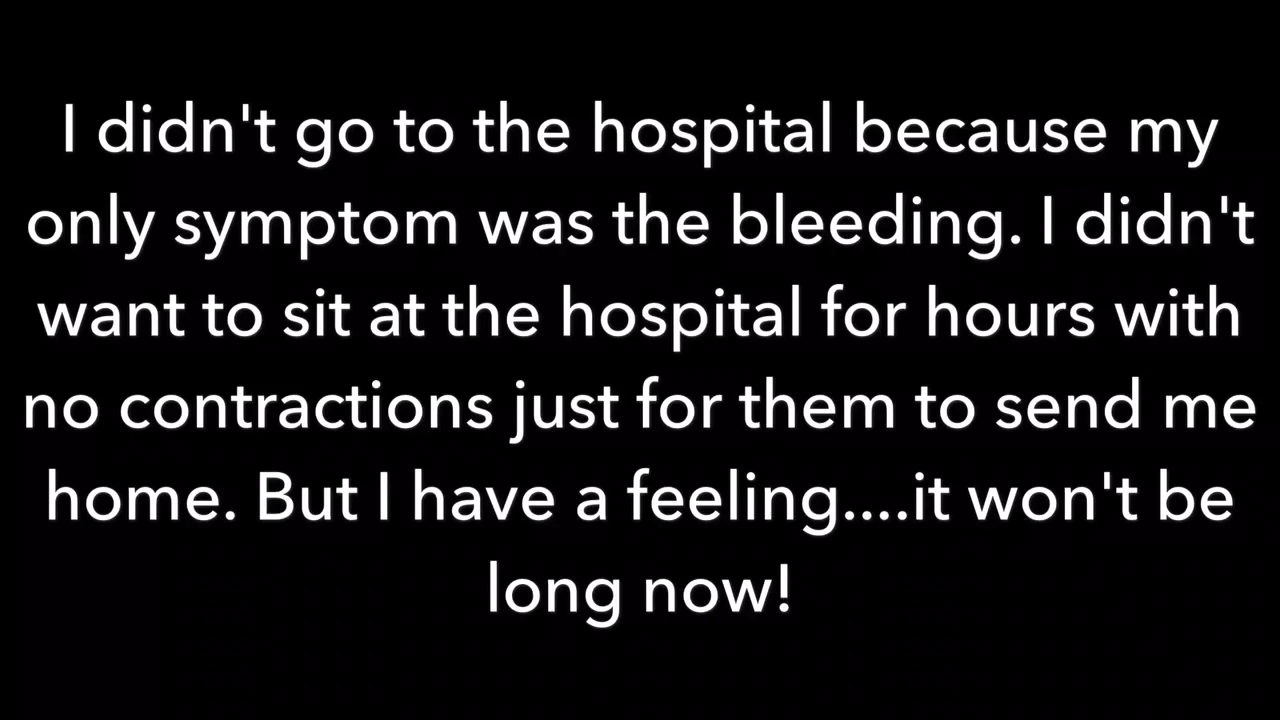 I didn't go to the hospital because my
only symptom was the bleeding. I didn't
want to sit at the hospital for hours with
no contractions just for them to send me
home. But I have a feeling....it won't be
long now!